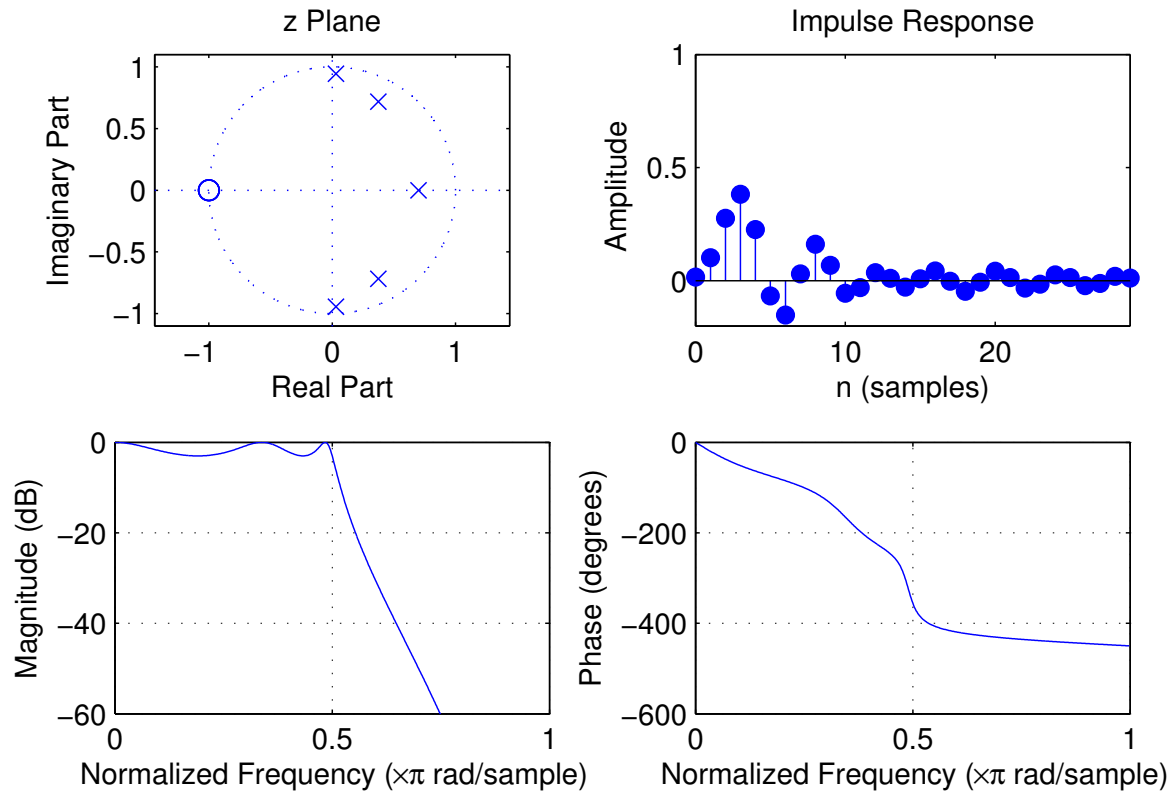 z Plane
1
0.5
0
−0.5
−1
Imaginary Part
−1
0
1
Real Part
Impulse Response
1
0.5
0
Amplitude
0
10
20
n (samples)
0
−20
−40
−60
Magnitude (dB)
0
0.5
1
Normalized Frequency (×π rad/sample)
0
−200
−400
−600
Phase (degrees)
0
0.5
1
Normalized Frequency (×π rad/sample)